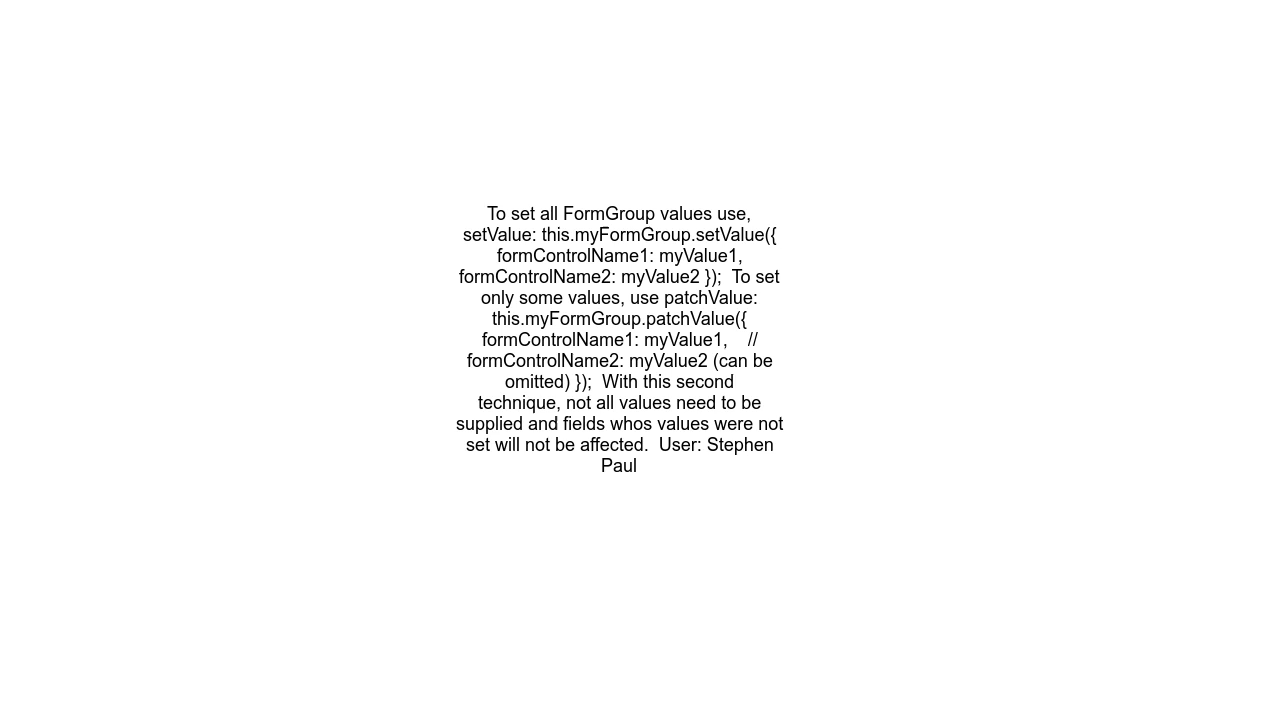 To set all FormGroup values use,
setValue: this.myFormGroup.setValue({
formControlName1: myValue1,
formControlName2: myValue2 });  To set
only some values, use patchValue:
this.myFormGroup.patchValue({
formControlName1: myValue1,    //
formControlName2: myValue2 (can be
omitted) });  With this second
technique, not all values need to be
supplied and fields whos values were not
set will not be affected.  User: Stephen
Paul